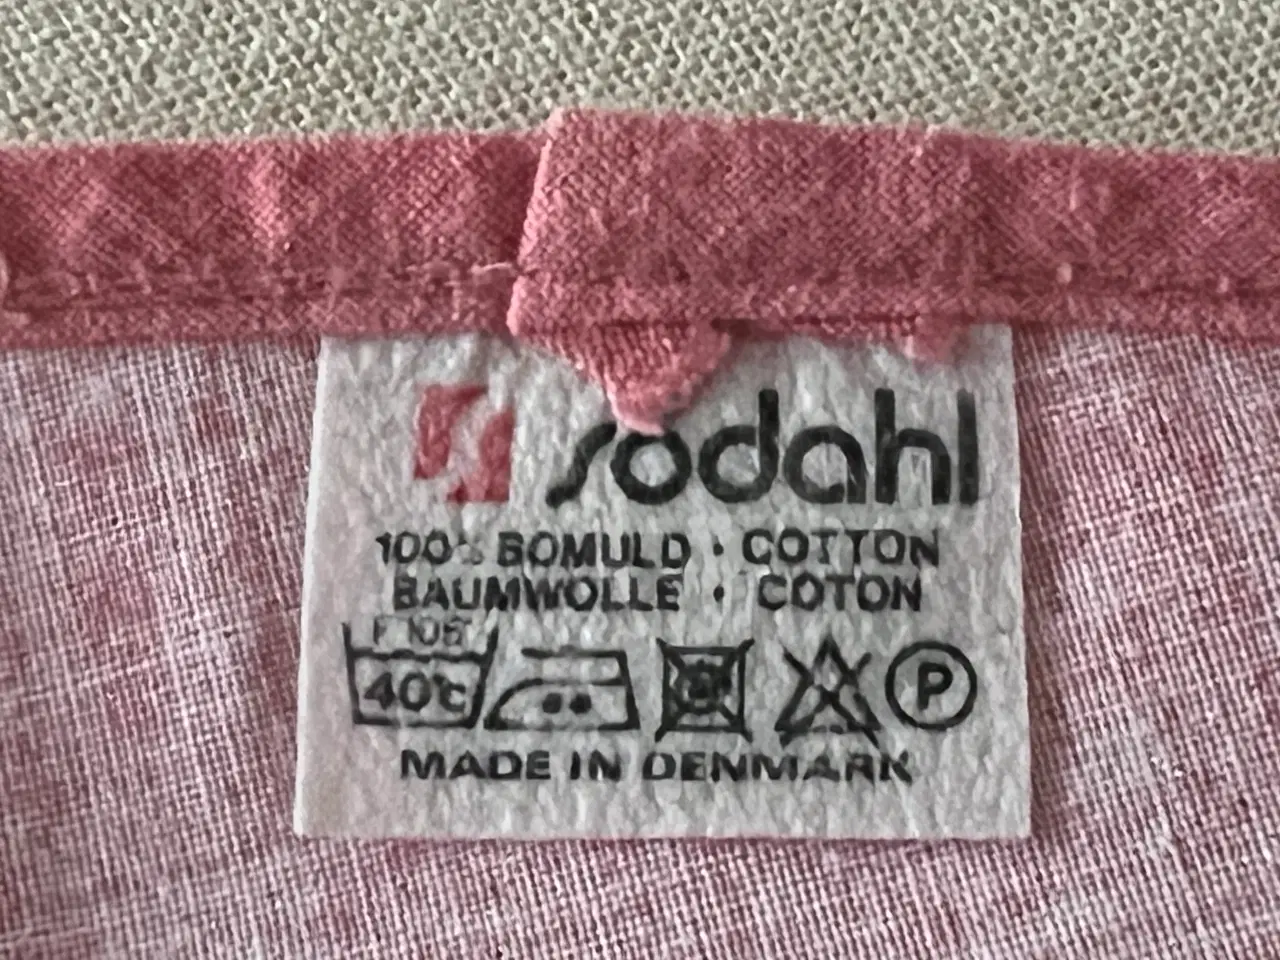 sodahl
100% BOMULD · COTTON
BAUMWOLLE · COTON
40°C P
MADE IN DENMARK